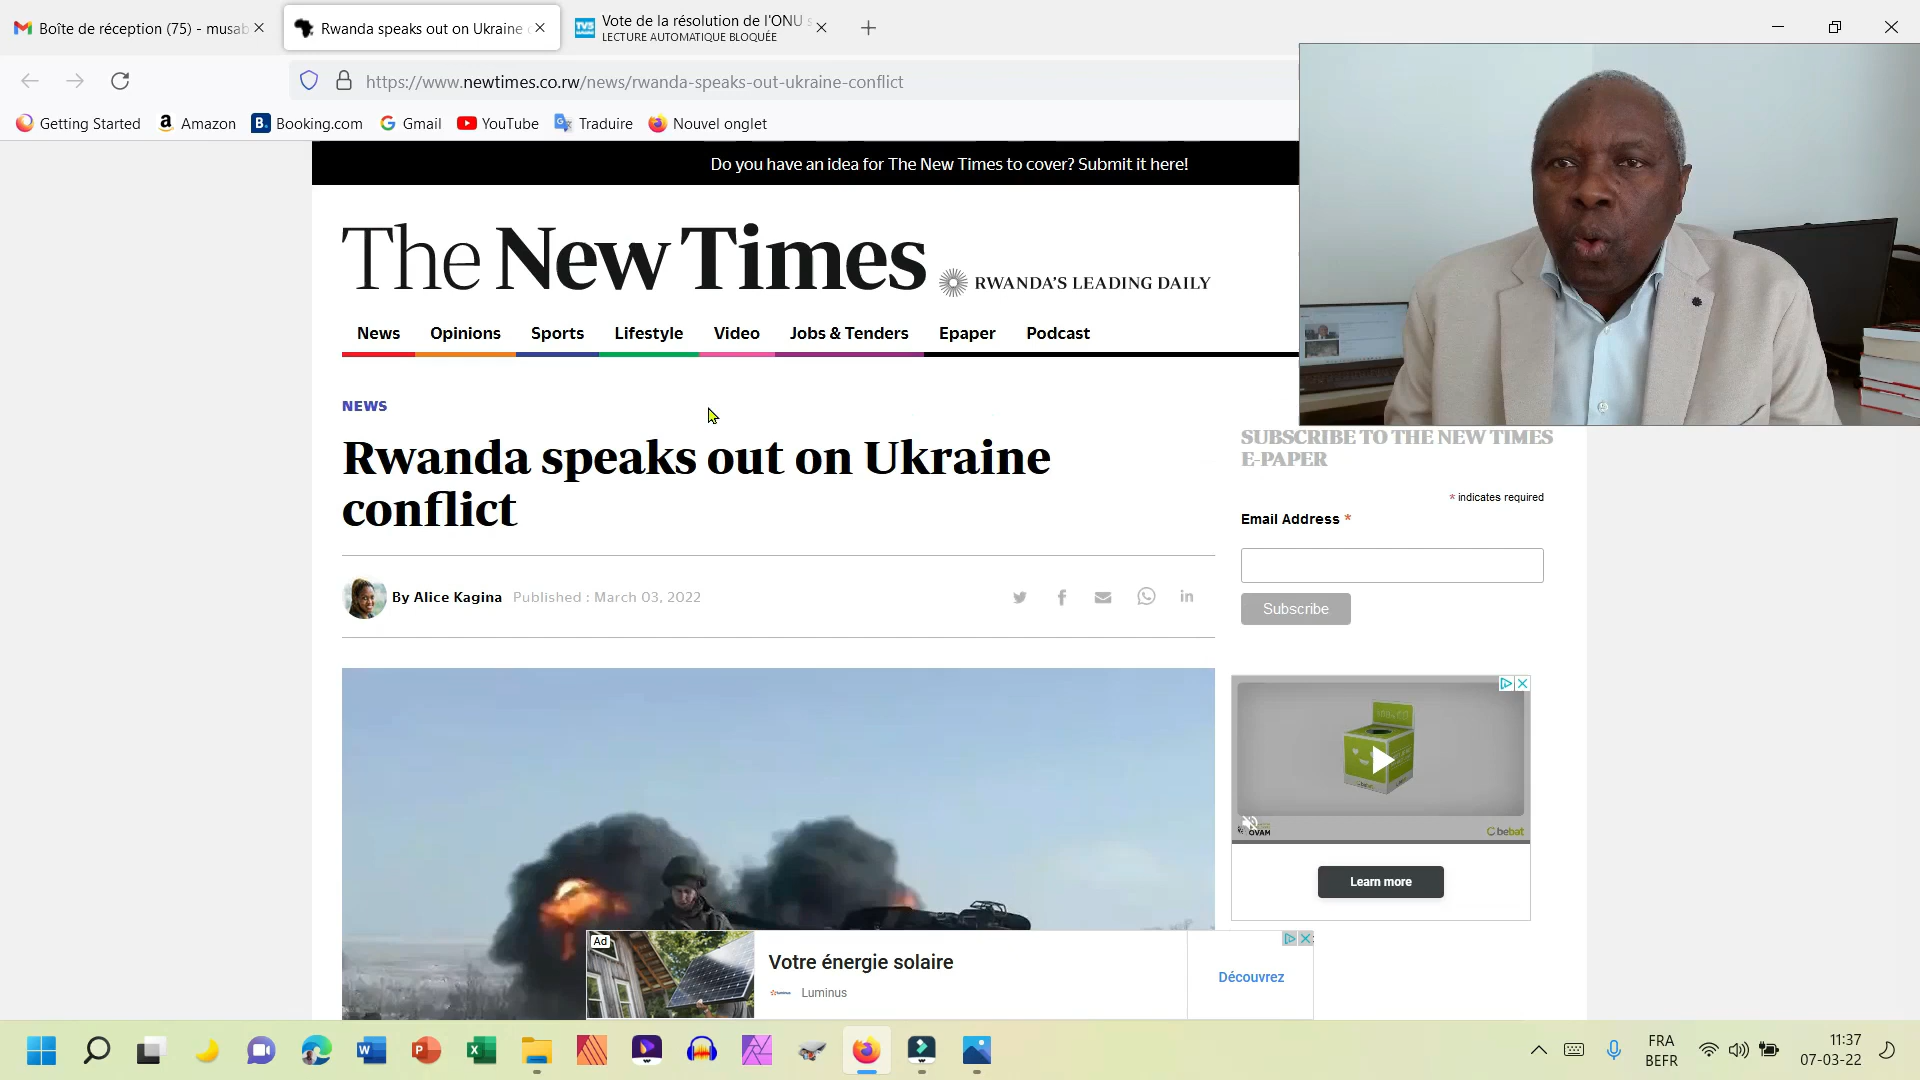 Boîte de réception (75) - musab
Rwanda speaks out on Ukraine
Vote de la résolution de l'ONU
LECTURE AUTOMATIQUE BLOQUÉE
https://www.newtimes.co.rw/news/rwanda-speaks-out-ukraine-conflict
Getting Started
Amazon
Booking.com
Gmail
YouTube
Traduire
Nouvel onglet
Do you have an idea for The New Times to cover? Submit it here!
The New Times
RWANDA'S LEADING DAILY
News Opinions Sports Lifestyle Video Jobs & Tenders Epaper Podcast
NEWS
Rwanda speaks out on Ukraine
conflict
By Alice Kagina Published : March 03, 2022
SUBSCRIBE TO THE NEW TIMES
E-PAPER
* indicates required
Email Address *
Subscribe
OVAM
bebat
Learn more
Ad
Votre énergie solaire
Luminus
Découvrez
FRA
BEFR
11:37
07-03-22